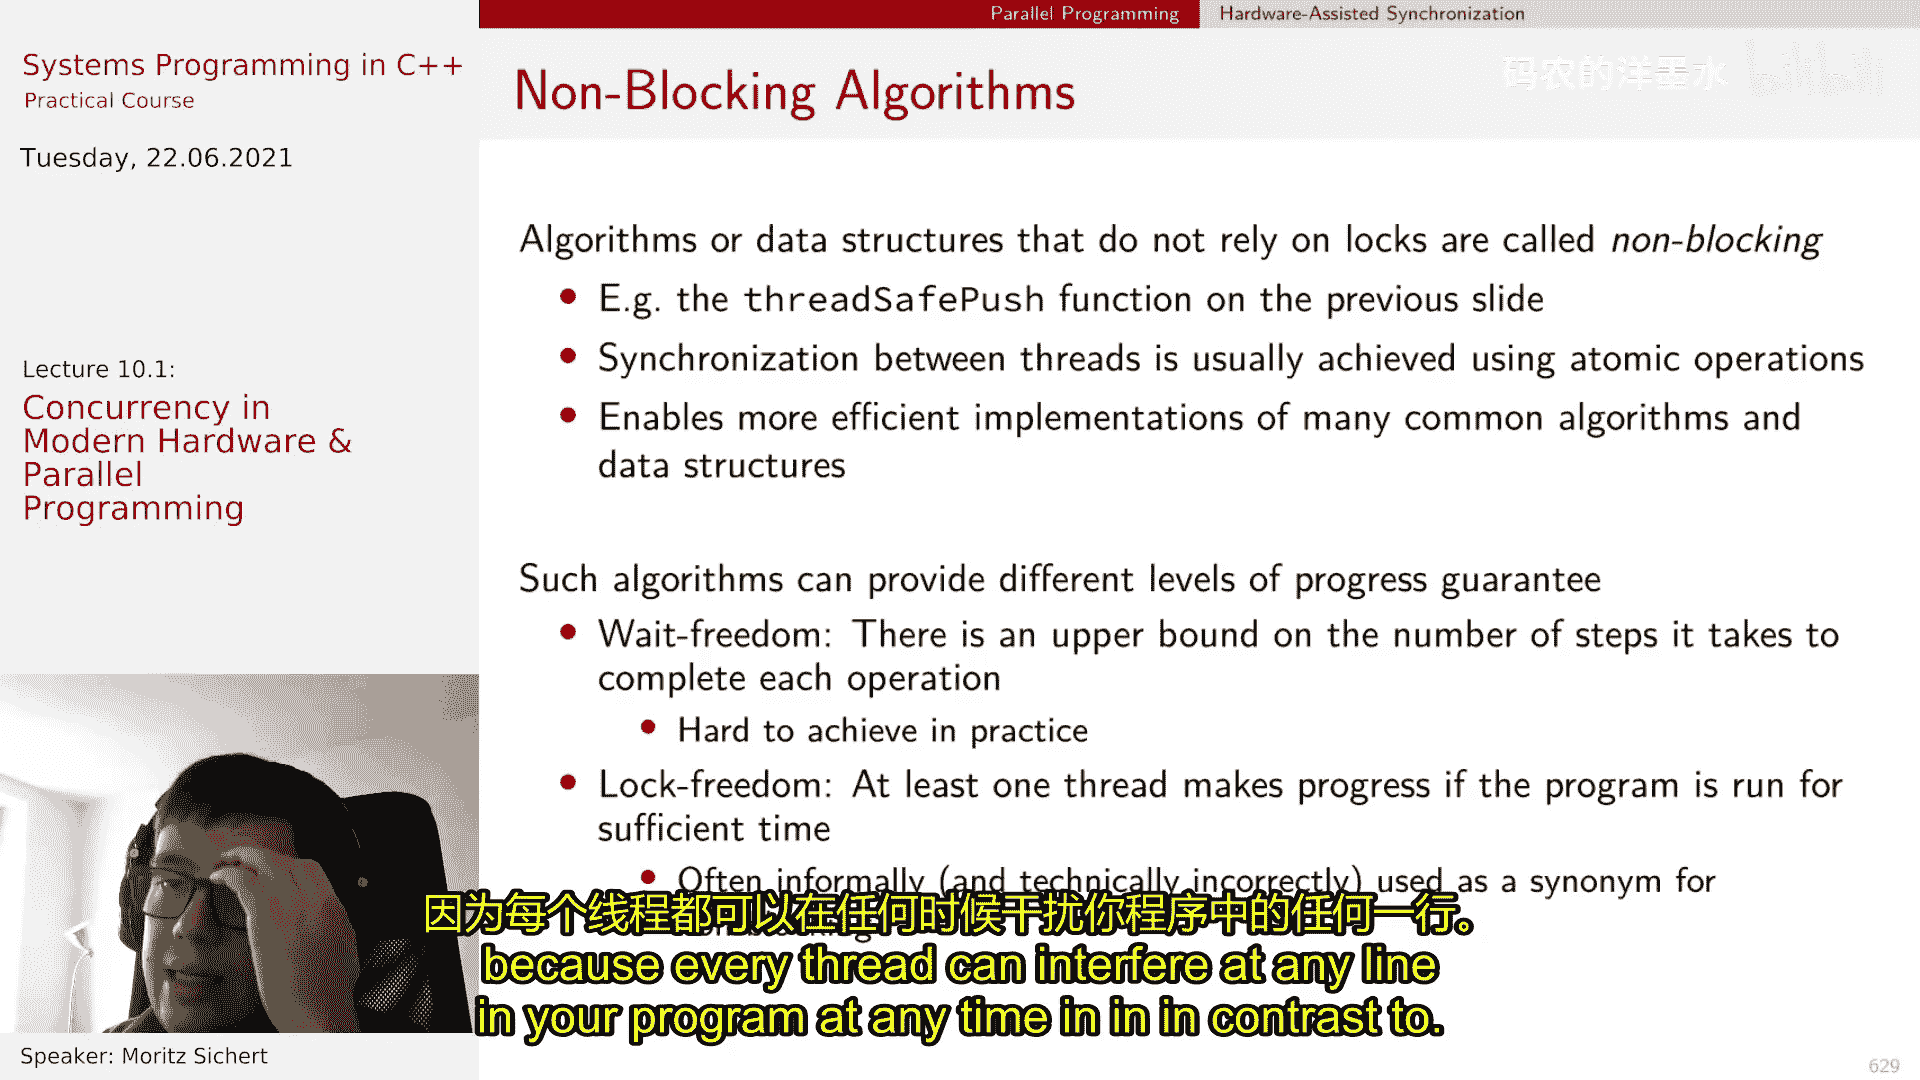 Parallel Programming
Hardware-Assisted Synchronization
Systems Programming in C++
Practical Course
Tuesday, 22.06.2021
Lecture 10.1:
Concurrency in
Modern Hardware &
Parallel
Programming
Speaker: Moritz Sichert
Non-Blocking Algorithms
码农的洋墨水 bilibili
Algorithms or data structures that do not rely on locks are called non-blocking
• E.g. the threadSafePush function on the previous slide
• Synchronization between threads is usually achieved using atomic operations
• Enables more efficient implementations of many common algorithms and
data structures
Such algorithms can provide different levels of progress guarantee
• Wait-freedom: There is an upper bound on the number of steps it takes to
complete each operation
• Hard to achieve in practice
• Lock-freedom: At least one thread makes progress if the program is run for
sufficient time
• Often informally (and technically incorrectly) used as a synonym for
因为每个线程都可以在任何时候干扰你程序中的任何一行。
because every thread can interfere at any line
in your program at any time in in in contrast to.
629